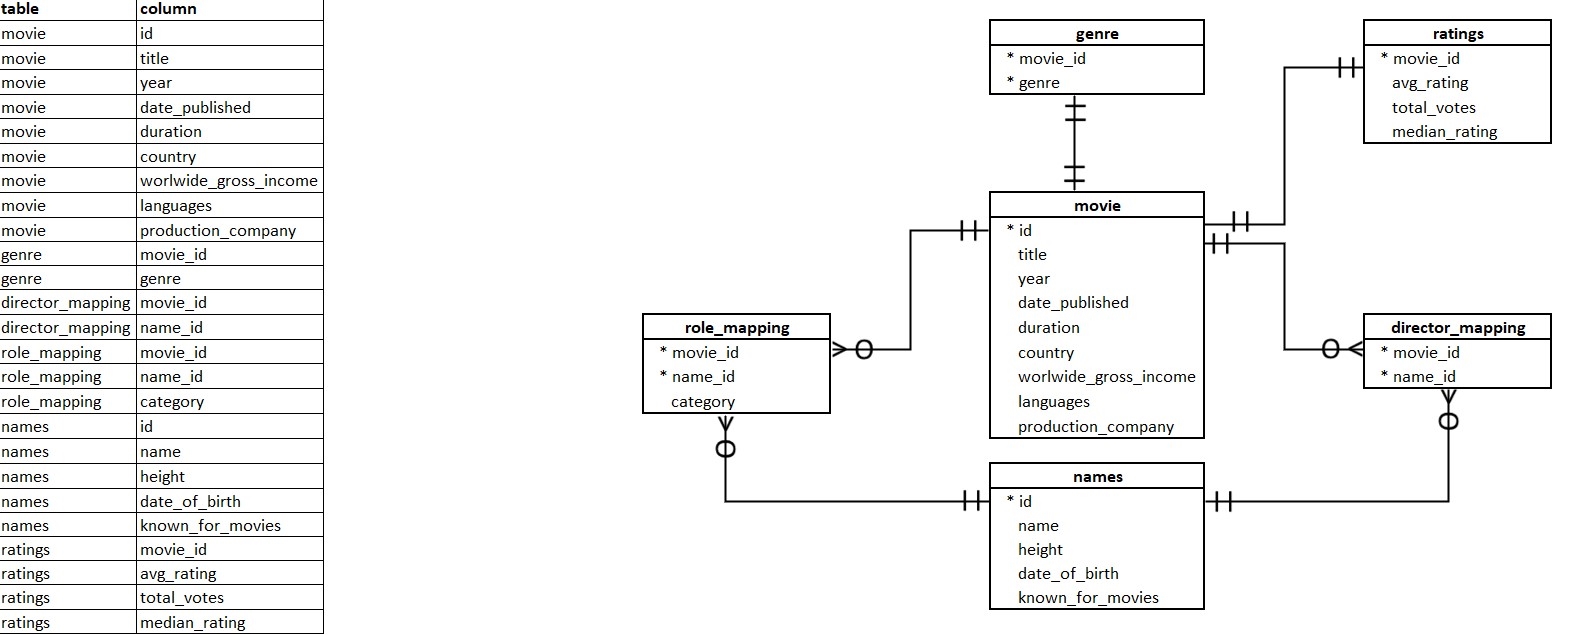 table column
movie id
movie title
movie year
movie date_published
movie duration
movie country
movie worlwide_gross_income
movie languages
movie production_company
genre movie_id
genre genre
director_mapping movie_id
director_mapping name_id
role_mapping movie_id
role_mapping name_id
role_mapping category
names id
names name
names height
names date_of_birth
names known_for_movies
ratings movie_id
ratings avg_rating
ratings total_votes
ratings median_rating
genre
* movie_id
* genre
ratings
* movie_id
avg_rating
total_votes
median_rating
movie
* id
title
year
date_published
duration
country
worlwide_gross_income
languages
production_company
role_mapping
* movie_id
* name_id
category
director_mapping
* movie_id
* name_id
names
* id
name
height
date_of_birth
known_for_movies